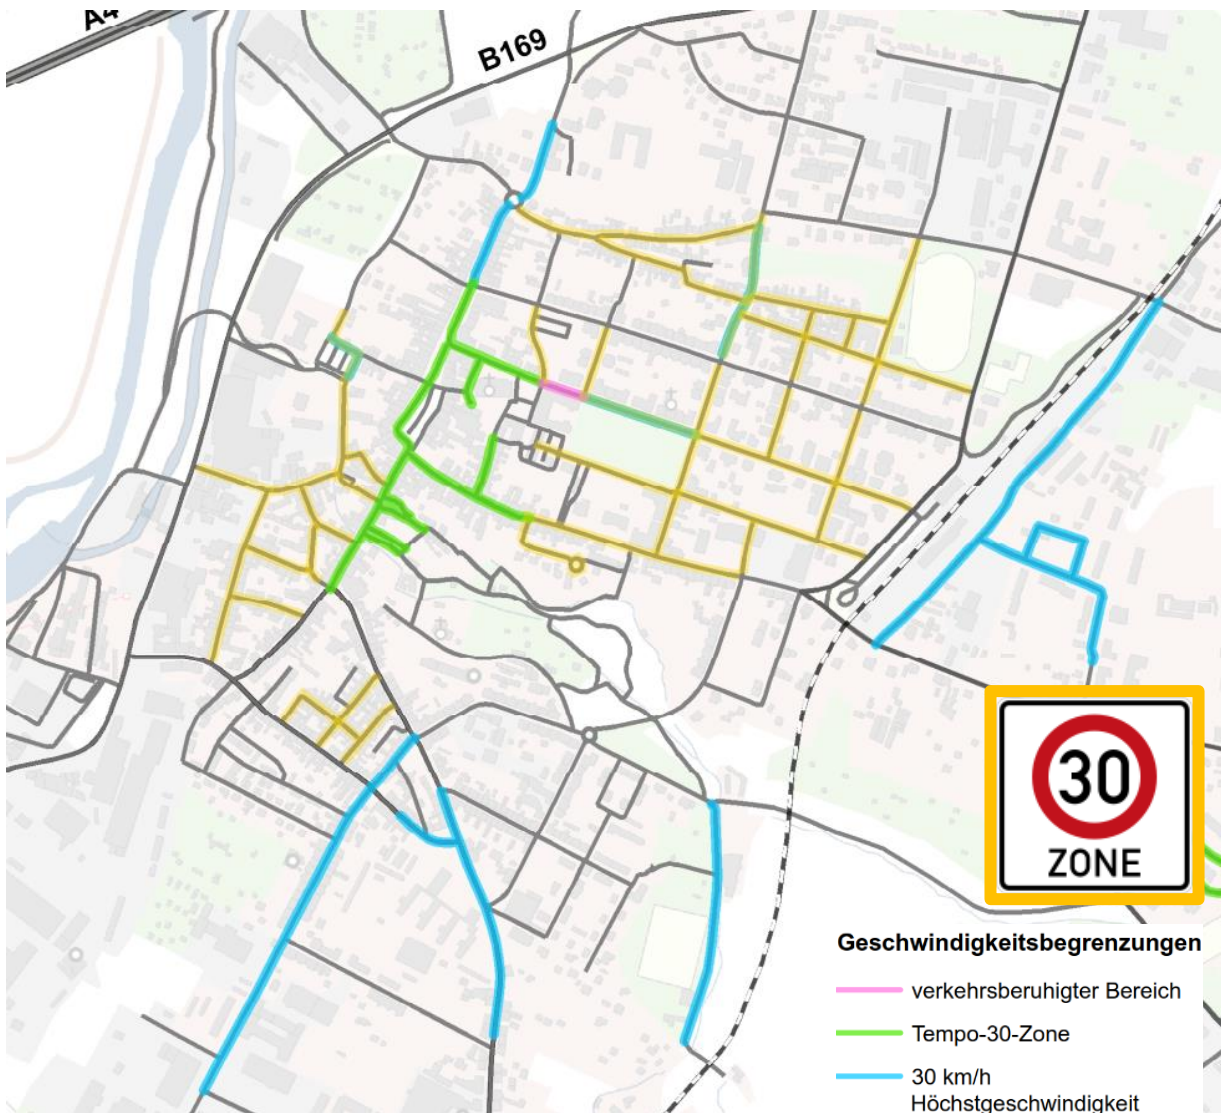 A4
B169
30
ZONE
Geschwindigkeitsbegrenzungen
verkehrsberuhigter Bereich
Tempo-30-Zone
30 km/h
Höchstgeschwindigkeit